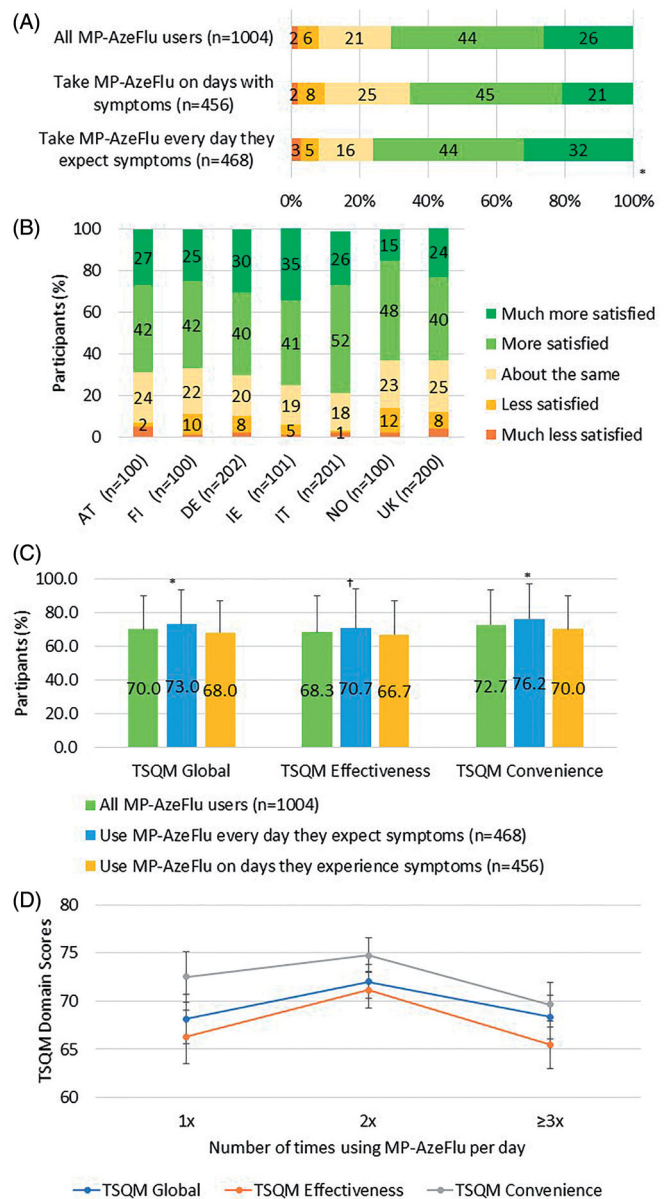 (A)
All MP-AzeFlu users (n=1004)
2 6 21 44 26
Take MP-AzeFlu on days with
symptoms (n=456)
2 8 25 45 21
Take MP-AzeFlu every day they
expect symptoms (n=468)
3 5 16 44 32
*
0% 20% 40% 60% 80% 100%
(B)
Participants (%)
100
80
60
40
20
0
27 25 30 35 26 15 24
42 42 40 41 52 48 40
24 22 20 19 18 23 25
2 10 8 5 1 12 8
AT (n=100)
FI (n=100)
DE (n=202)
IE (n=101)
IT (n=201)
NO (n=100)
UK (n=200)
Much more satisfied
More satisfied
About the same
Less satisfied
Much less satisfied
(C)
Partipants (%)
100.0
80.0
60.0
40.0
20.0
0.0
* † *
70.0 73.0 68.0 68.3 70.7 66.7 72.7 76.2 70.0
TSQM Global TSQM Effectiveness TSQM Convenience
All MP-AzeFlu users (n=1004)
Use MP-AzeFlu every day they expect symptoms (n=468)
Use MP-AzeFlu on days they experience symptoms (n=456)
(D)
TSQM Domain Scores
80
75
70
65
60
1x 2x ≥3x
Number of times using MP-AzeFlu per day
TSQM Global TSQM Effectiveness TSQM Convenience